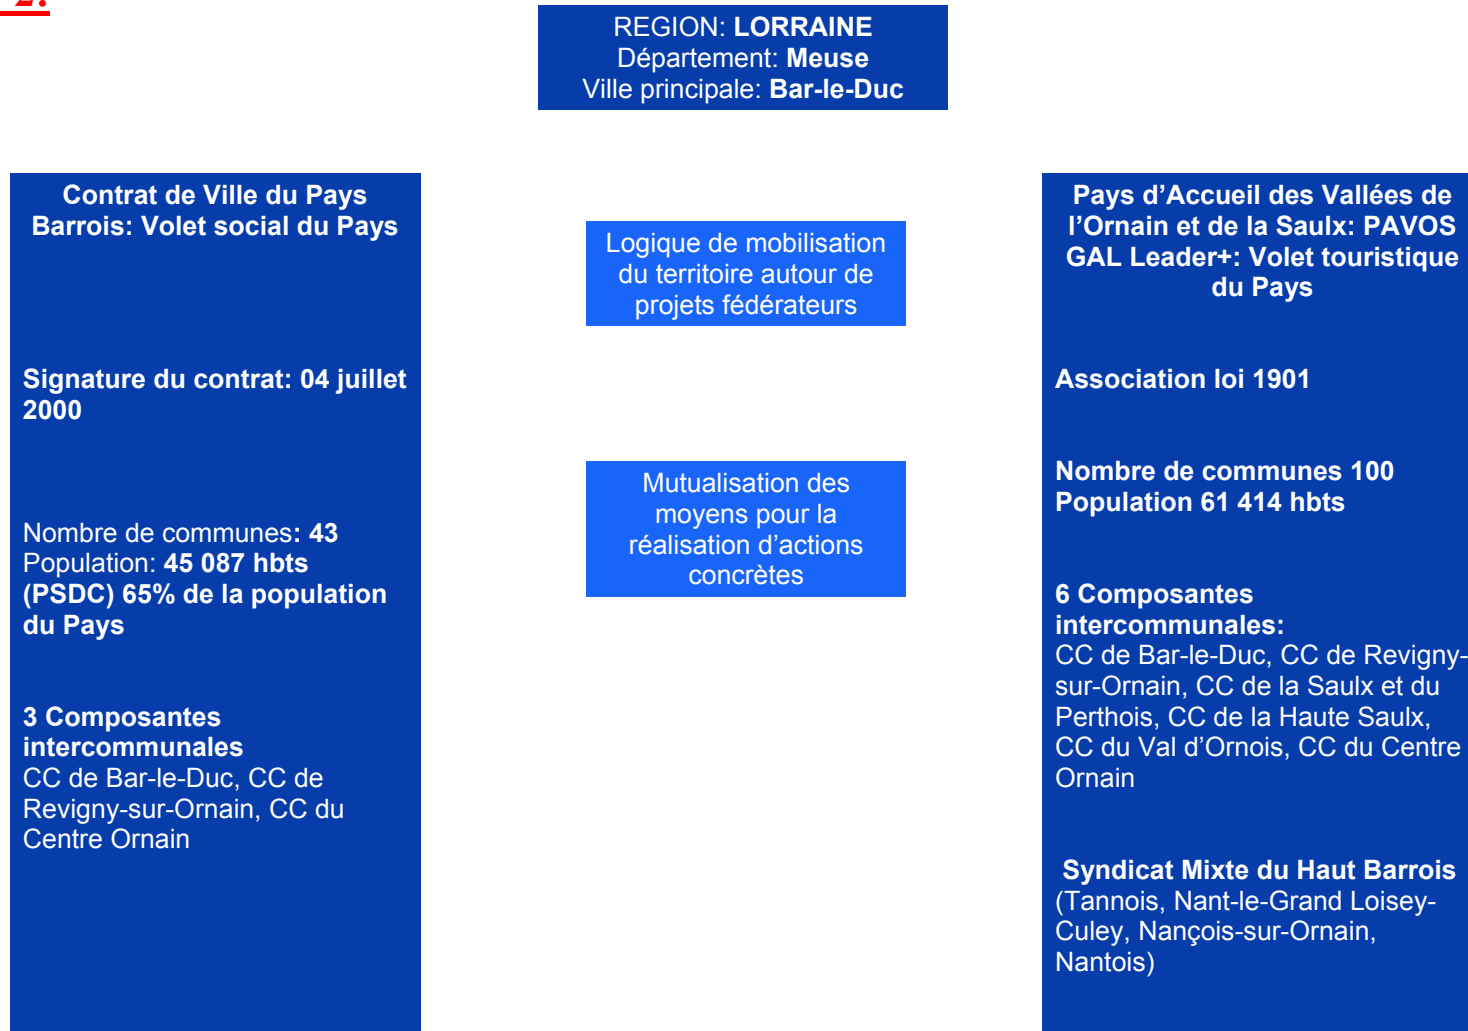 2:
REGION: LORRAINE
Département: Meuse
Ville principale: Bar-le-Duc
Contrat de Ville du Pays
Barrois: Volet social du Pays
Signature du contrat: 04 juillet
2000
Nombre de communes: 43
Population: 45 087 hbts
(PSDC) 65% de la population
du Pays
3 Composantes
intercommunales
CC de Bar-le-Duc, CC de
Revigny-sur-Ornain, CC du
Centre Ornain
Logique de mobilisation
du territoire autour de
projets fédérateurs
Mutualisation des
moyens pour la
réalisation d’actions
concrètes
Pays d’Accueil des Vallées de
l’Ornain et de la Saulx: PAVOS
GAL Leader+: Volet touristique
du Pays
Association loi 1901
Nombre de communes 100
Population 61 414 hbts
6 Composantes
intercommunales:
CC de Bar-le-Duc, CC de Revigny-
sur-Ornain, CC de la Saulx et du
Perthois, CC de la Haute Saulx,
CC du Val d’Ornois, CC du Centre
Ornain
Syndicat Mixte du Haut Barrois
(Tannois, Nant-le-Grand Loisey-
Culey, Nançois-sur-Ornain,
Nantois)